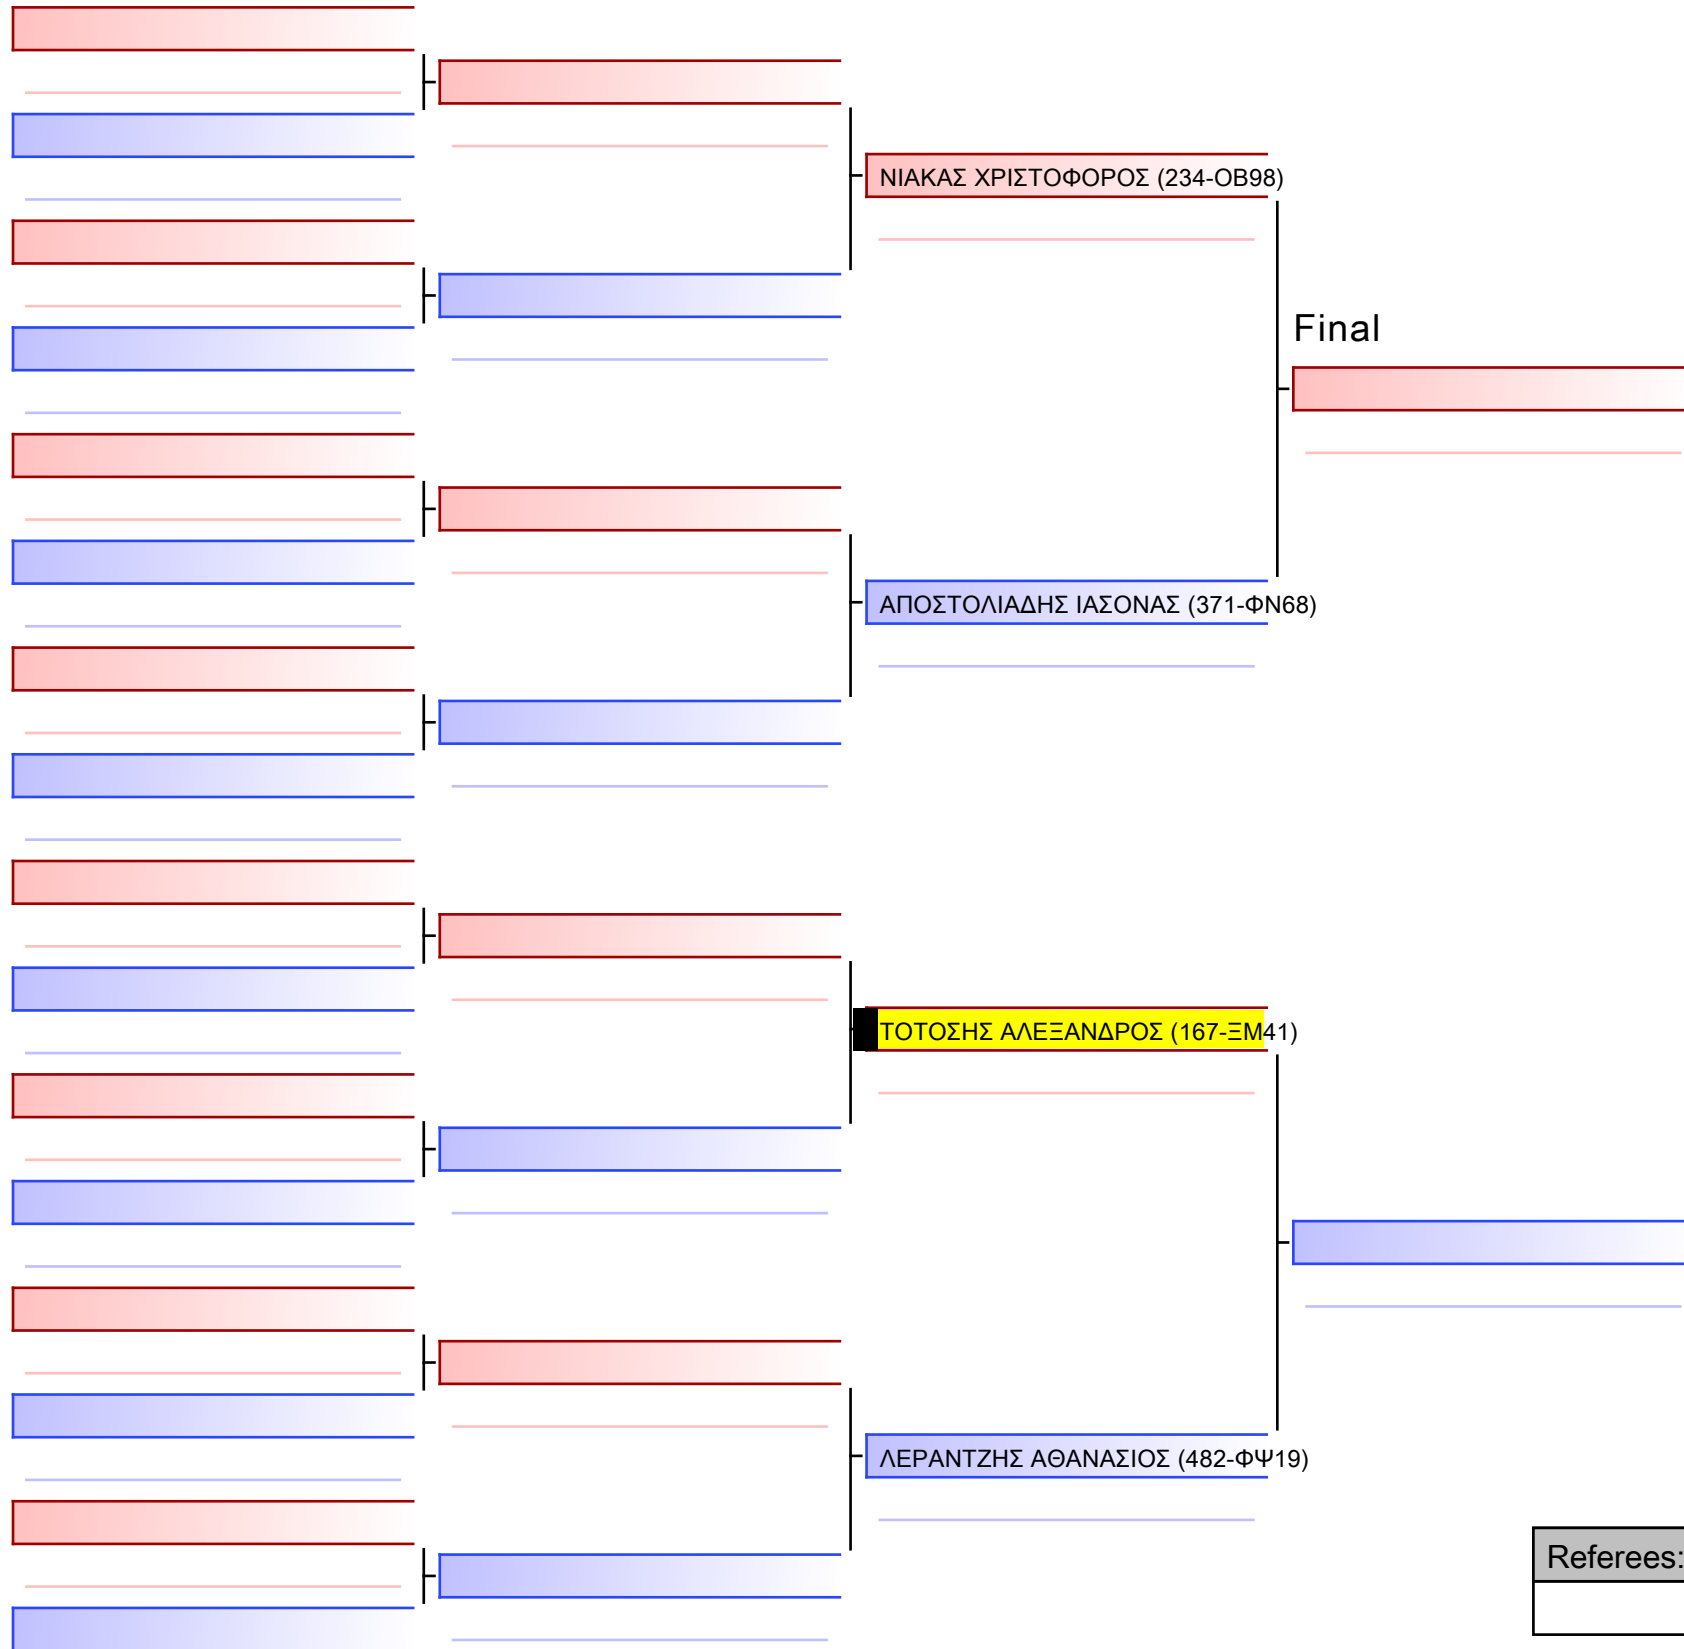 ΝΙΑΚΑΣ ΧΡΙΣΤΟΦΟΡΟΣ (234-ΟΒ98)
Final
ΑΠΟΣΤΟΛΙΑΔΗΣ ΙΑΣΟΝΑΣ (371-ΦΝ68)
ΤΟΤΟΣΗΣ ΑΛΕΞΑΝΔΡΟΣ (167-ΞΜ41)
ΛΕΡΑΝΤΖΗΣ ΑΘΑΝΑΣΙΟΣ (482-ΦΨ19)
Referees: